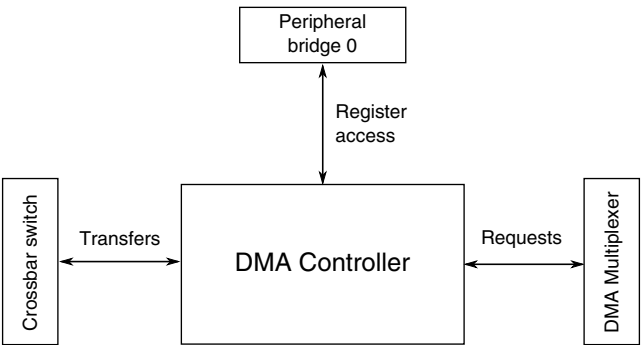 Peripheral
bridge 0
Register
access
Crossbar switch
Transfers
DMA Controller
Requests
DMA Multiplexer